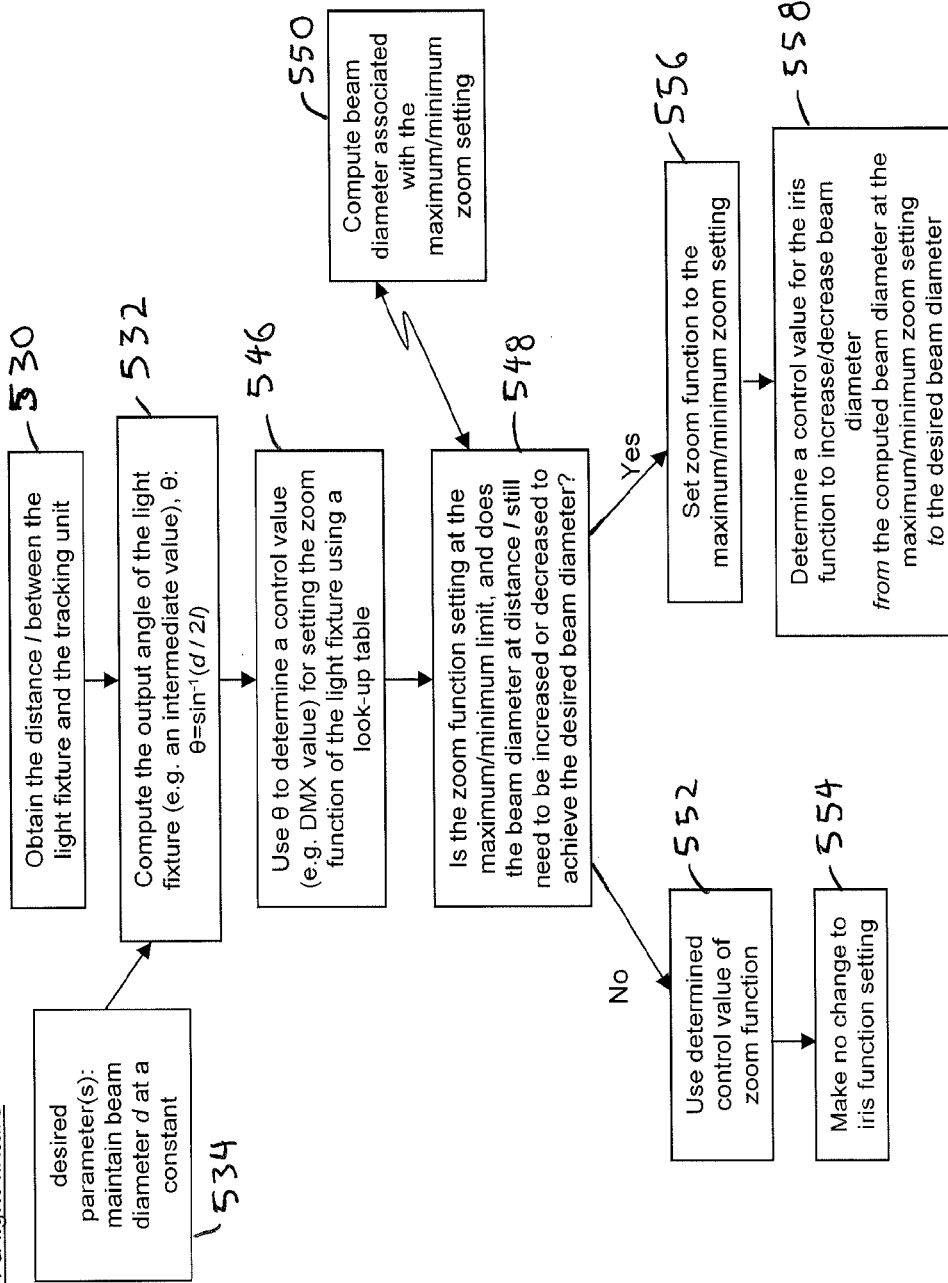 530
Obtain the distance l between the
light fixture and the tracking unit
desired
parameter(s):
maintain beam
diameter d at a
constant
534
532
Compute the output angle of the light
fixture (e.g. an intermediate value), θ:
θ=sin⁻¹(d / 2l)
546
Use θ to determine a control value
(e.g. DMX value) for setting the zoom
function of the light fixture using a
look-up table
550
Compute beam
diameter associated
with the
maximum/minimum
zoom setting
548
Is the zoom function setting at the
maximum/minimum limit, and does
the beam diameter at distance l still
need to be increased or decreased to
achieve the desired beam diameter?
No
Yes
552
Use determined
control value of
zoom function
554
Make no change to
iris function setting
556
Set zoom function to the
maximum/minimum zoom setting
558
Determine a control value for the iris
function to increase/decrease beam
diameter
from the computed beam diameter at the
maximum/minimum zoom setting
to the desired beam diameter